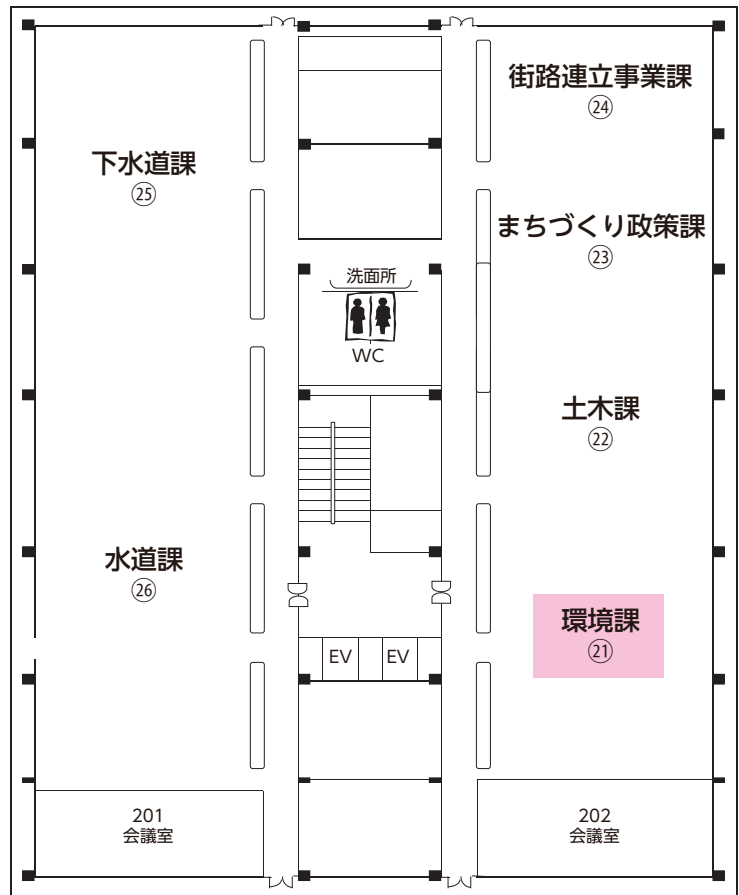 街路連立事業課
㉔
下水道課
㉕
まちづくり政策課
㉓
洗面所
WC
土木課
㉒
水道課
㉖
環境課
㉑
EV
EV
201
会議室
202
会議室